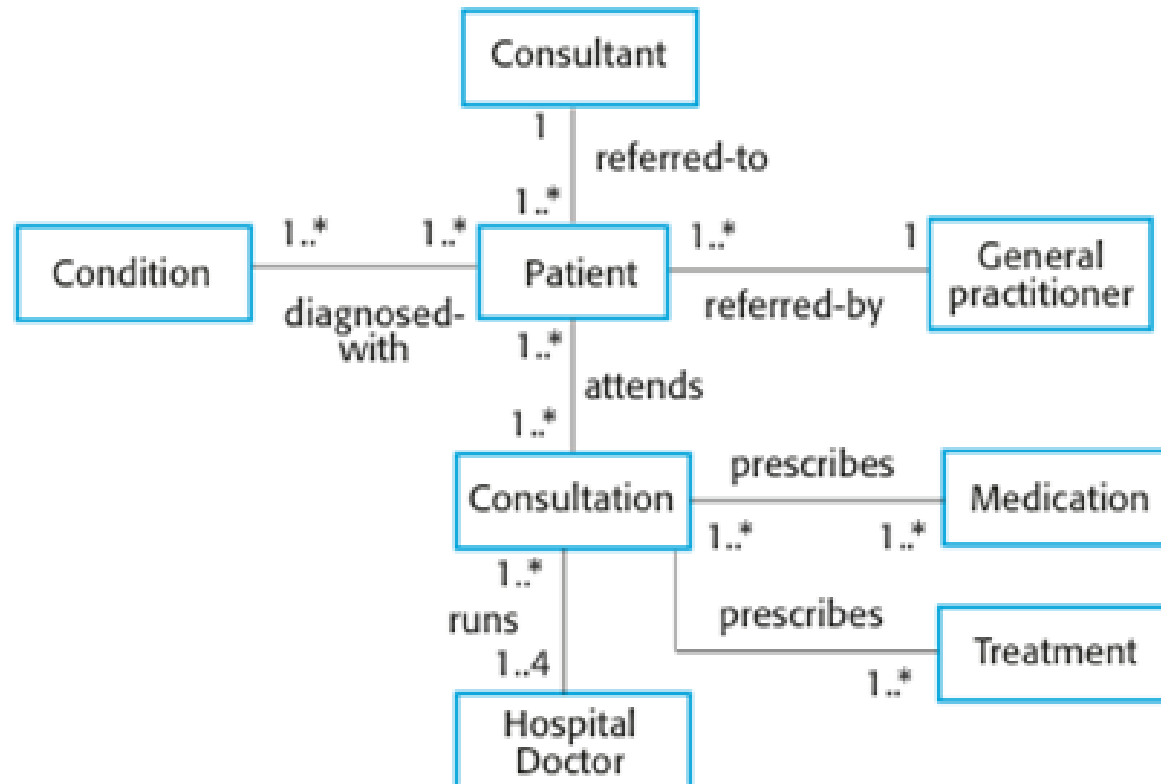 Consultant
1
referred-to
1..*
1..*
1..*
1..*
1
Condition
Patient
General
practitioner
diagnosed-
with
referred-by
1..*
attends
1..*
prescribes
Consultation
Medication
1..*
1..*
1..*
runs
prescribes
1..4
Treatment
1..*
Hospital
Doctor